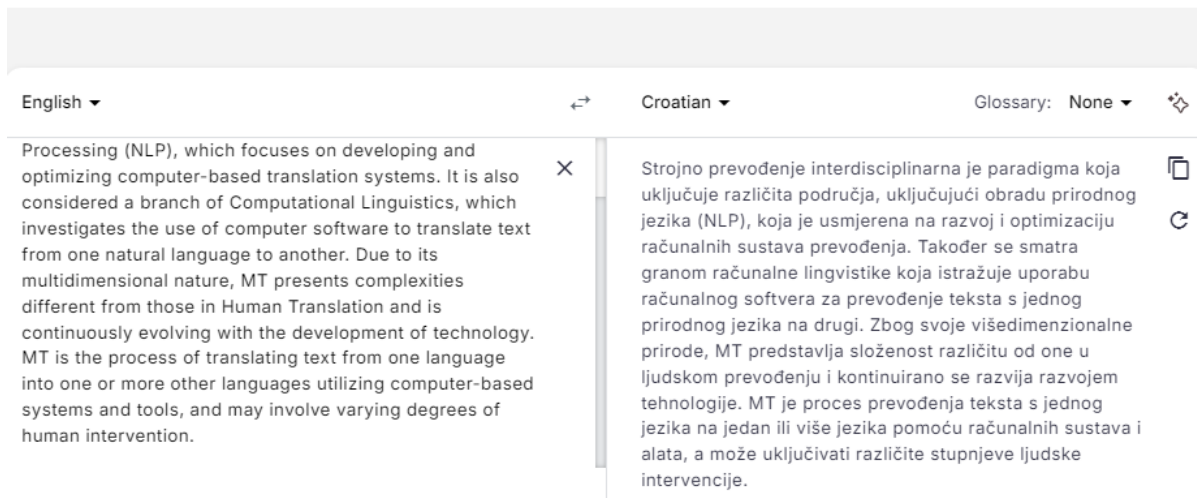 English
Croatian
Glossary: None
Processing (NLP), which focuses on developing and
optimizing computer-based translation systems. It is also
considered a branch of Computational Linguistics, which
investigates the use of computer software to translate text
from one natural language to another. Due to its
multidimensional nature, MT presents complexities
different from those in Human Translation and is
continuously evolving with the development of technology.
MT is the process of translating text from one language
into one or more other languages utilizing computer-based
systems and tools, and may involve varying degrees of
human intervention.
Strojno prevođenje interdisciplinarna je paradigma koja
uključuje različita područja, uključujući obradu prirodnog
jezika (NLP), koja je usmjerena na razvoj i optimizaciju
računalnih sustava prevođenja. Također se smatra
granom računalne lingvistike koja istražuje uporabu
računalnog softvera za prevođenje teksta s jednog
prirodnog jezika na drugi. Zbog svoje višedimenzionalne
prirode, MT predstavlja složenost različitu od one u
ljudskom prevođenju i kontinuirano se razvija razvojem
tehnologije. MT je proces prevođenja teksta s jednog
jezika na jedan ili više jezika pomoću računalnih sustava i
alata, a može uključivati različite stupnjeve ljudske
intervencije.